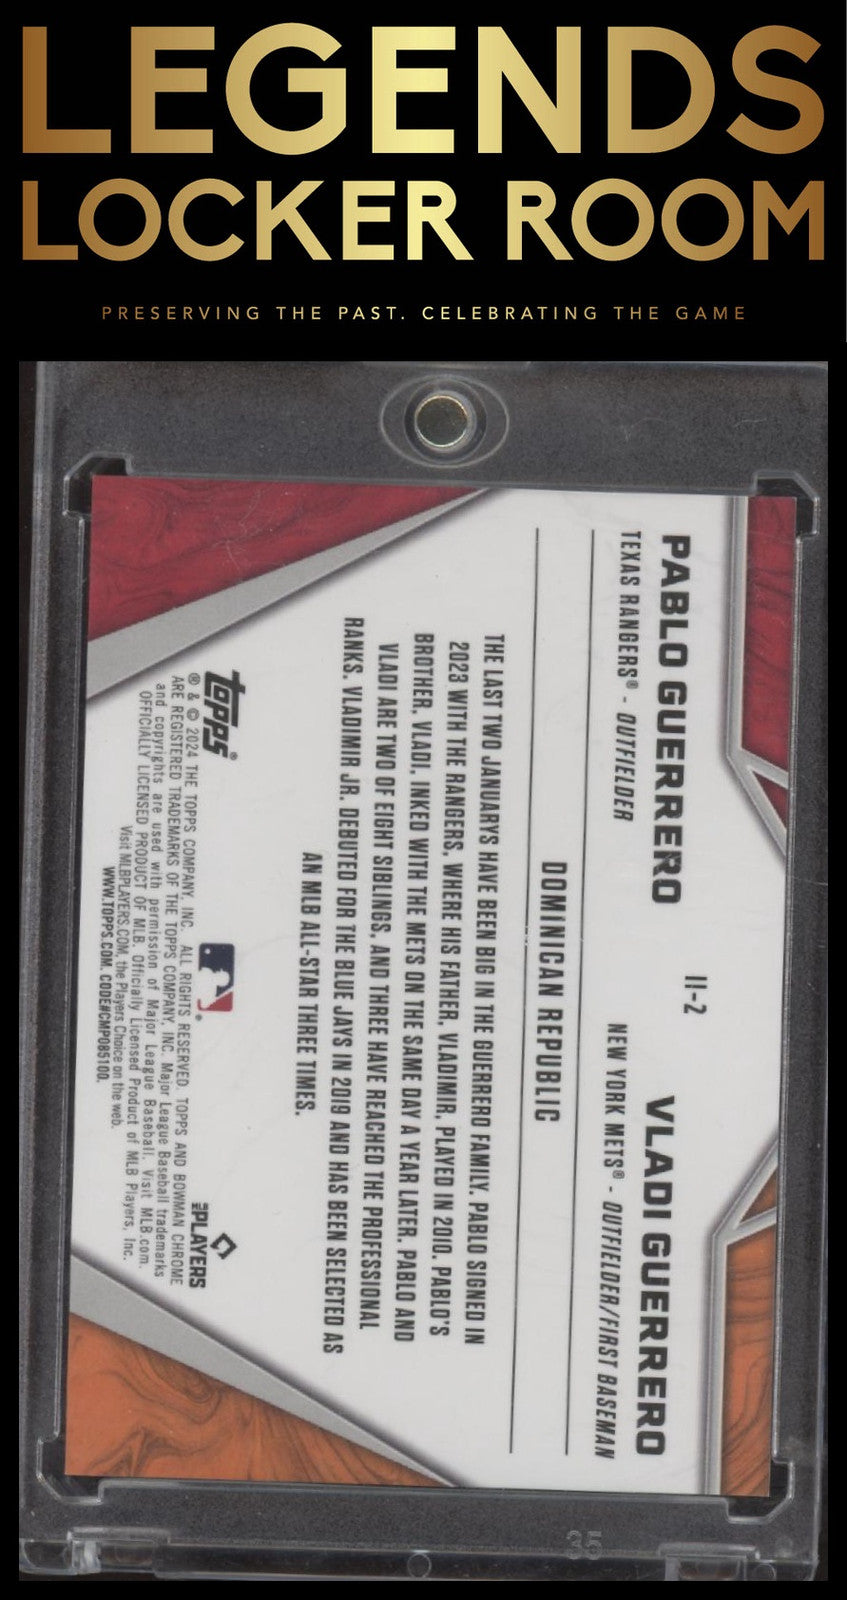 LEGENDS
LOCKER ROOM
PRESERVING THE PAST. CELEBRATING THE GAME
PABLO GUERRERO
TEXAS RANGERS® - OUTFIELDER
II-2
VLADI GUERRERO
NEW YORK METS® - OUTFIELDER/FIRST BASEMAN
DOMINICAN REPUBLIC
THE LAST TWO JANUARYS HAVE BEEN BIG IN THE GUERRERO FAMILY. PABLO SIGNED IN
2023 WITH THE RANGERS, WHERE HIS FATHER, VLADIMIR, PLAYED IN 2010. PABLO'S
BROTHER, VLADI, INKED WITH THE METS ON THE SAME DAY A YEAR LATER. PABLO AND
VLADI ARE TWO OF EIGHT SIBLINGS, AND THREE HAVE REACHED THE PROFESSIONAL
RANKS. VLADIMIR JR. DEBUTED FOR THE BLUE JAYS IN 2019 AND HAS BEEN SELECTED AS
AN MLB ALL-STAR THREE TIMES.
topps®
MLB PLAYERS
® & © 2024 THE TOPPS COMPANY, INC. ALL RIGHTS RESERVED. TOPPS AND BOWMAN CHROME
ARE REGISTERED TRADEMARKS OF THE TOPPS COMPANY, INC. Major League Baseball trademarks
and copyrights are used with permission of Major League Baseball. Visit MLB.com.
OFFICIALLY LICENSED PRODUCT OF MLB. Officially Licensed Product of MLB Players, Inc.
Visit MLBPLAYERS.COM, the Players Choice on the web.
WWW.TOPPS.COM. CODE#CMP085100.
35